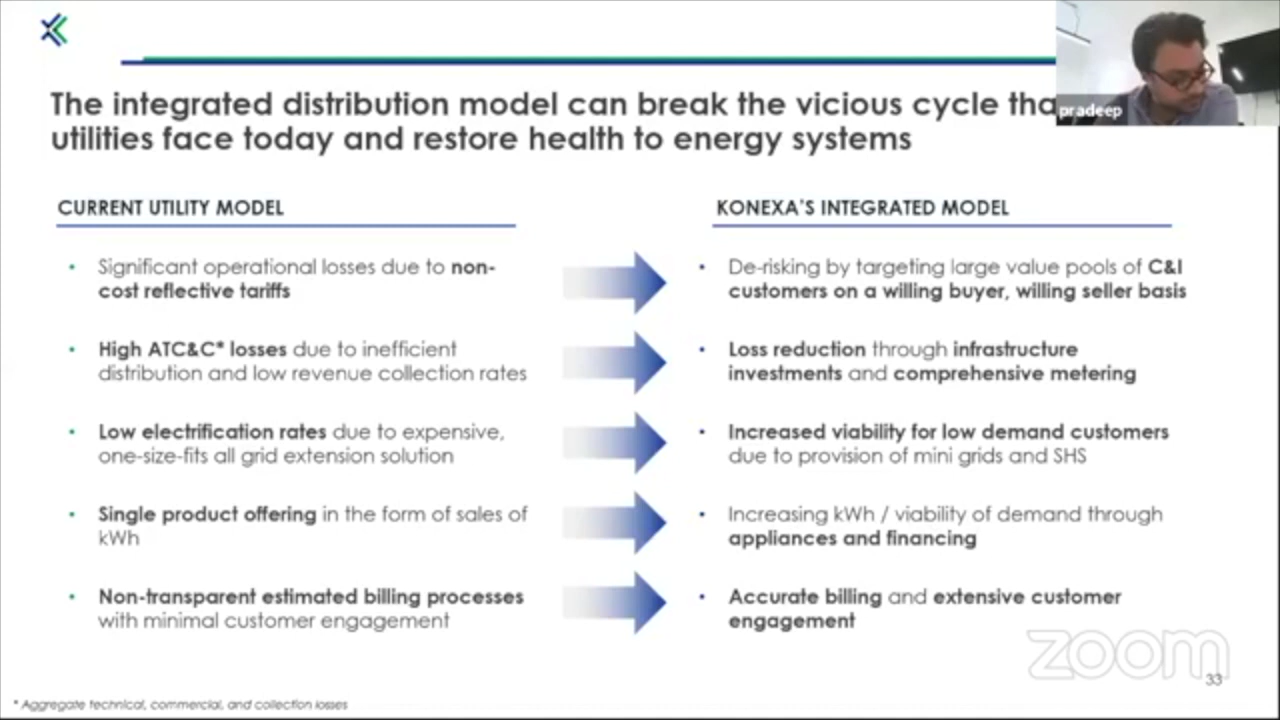 The integrated distribution model can break the vicious cycle tha
utilities face today and restore health to energy systems
pradeep
CURRENT UTILITY MODEL
• Significant operational losses due to non-
cost reflective tariffs
• High ATC&C* losses due to inefficient
distribution and low revenue collection rates
• Low electrification rates due to expensive,
one-size-fits all grid extension solution
• Single product offering in the form of sales of
kWh
• Non-transparent estimated billing processes
with minimal customer engagement
KONEXA'S INTEGRATED MODEL
• De-risking by targeting large value pools of C&I
customers on a willing buyer, willing seller basis
• Loss reduction through infrastructure
investments and comprehensive metering
• Increased viability for low demand customers
due to provision of mini grids and SHS
• Increasing kWh / viability of demand through
appliances and financing
• Accurate billing and extensive customer
engagement
zoom
33
* Aggregate technical, commercial, and collection losses